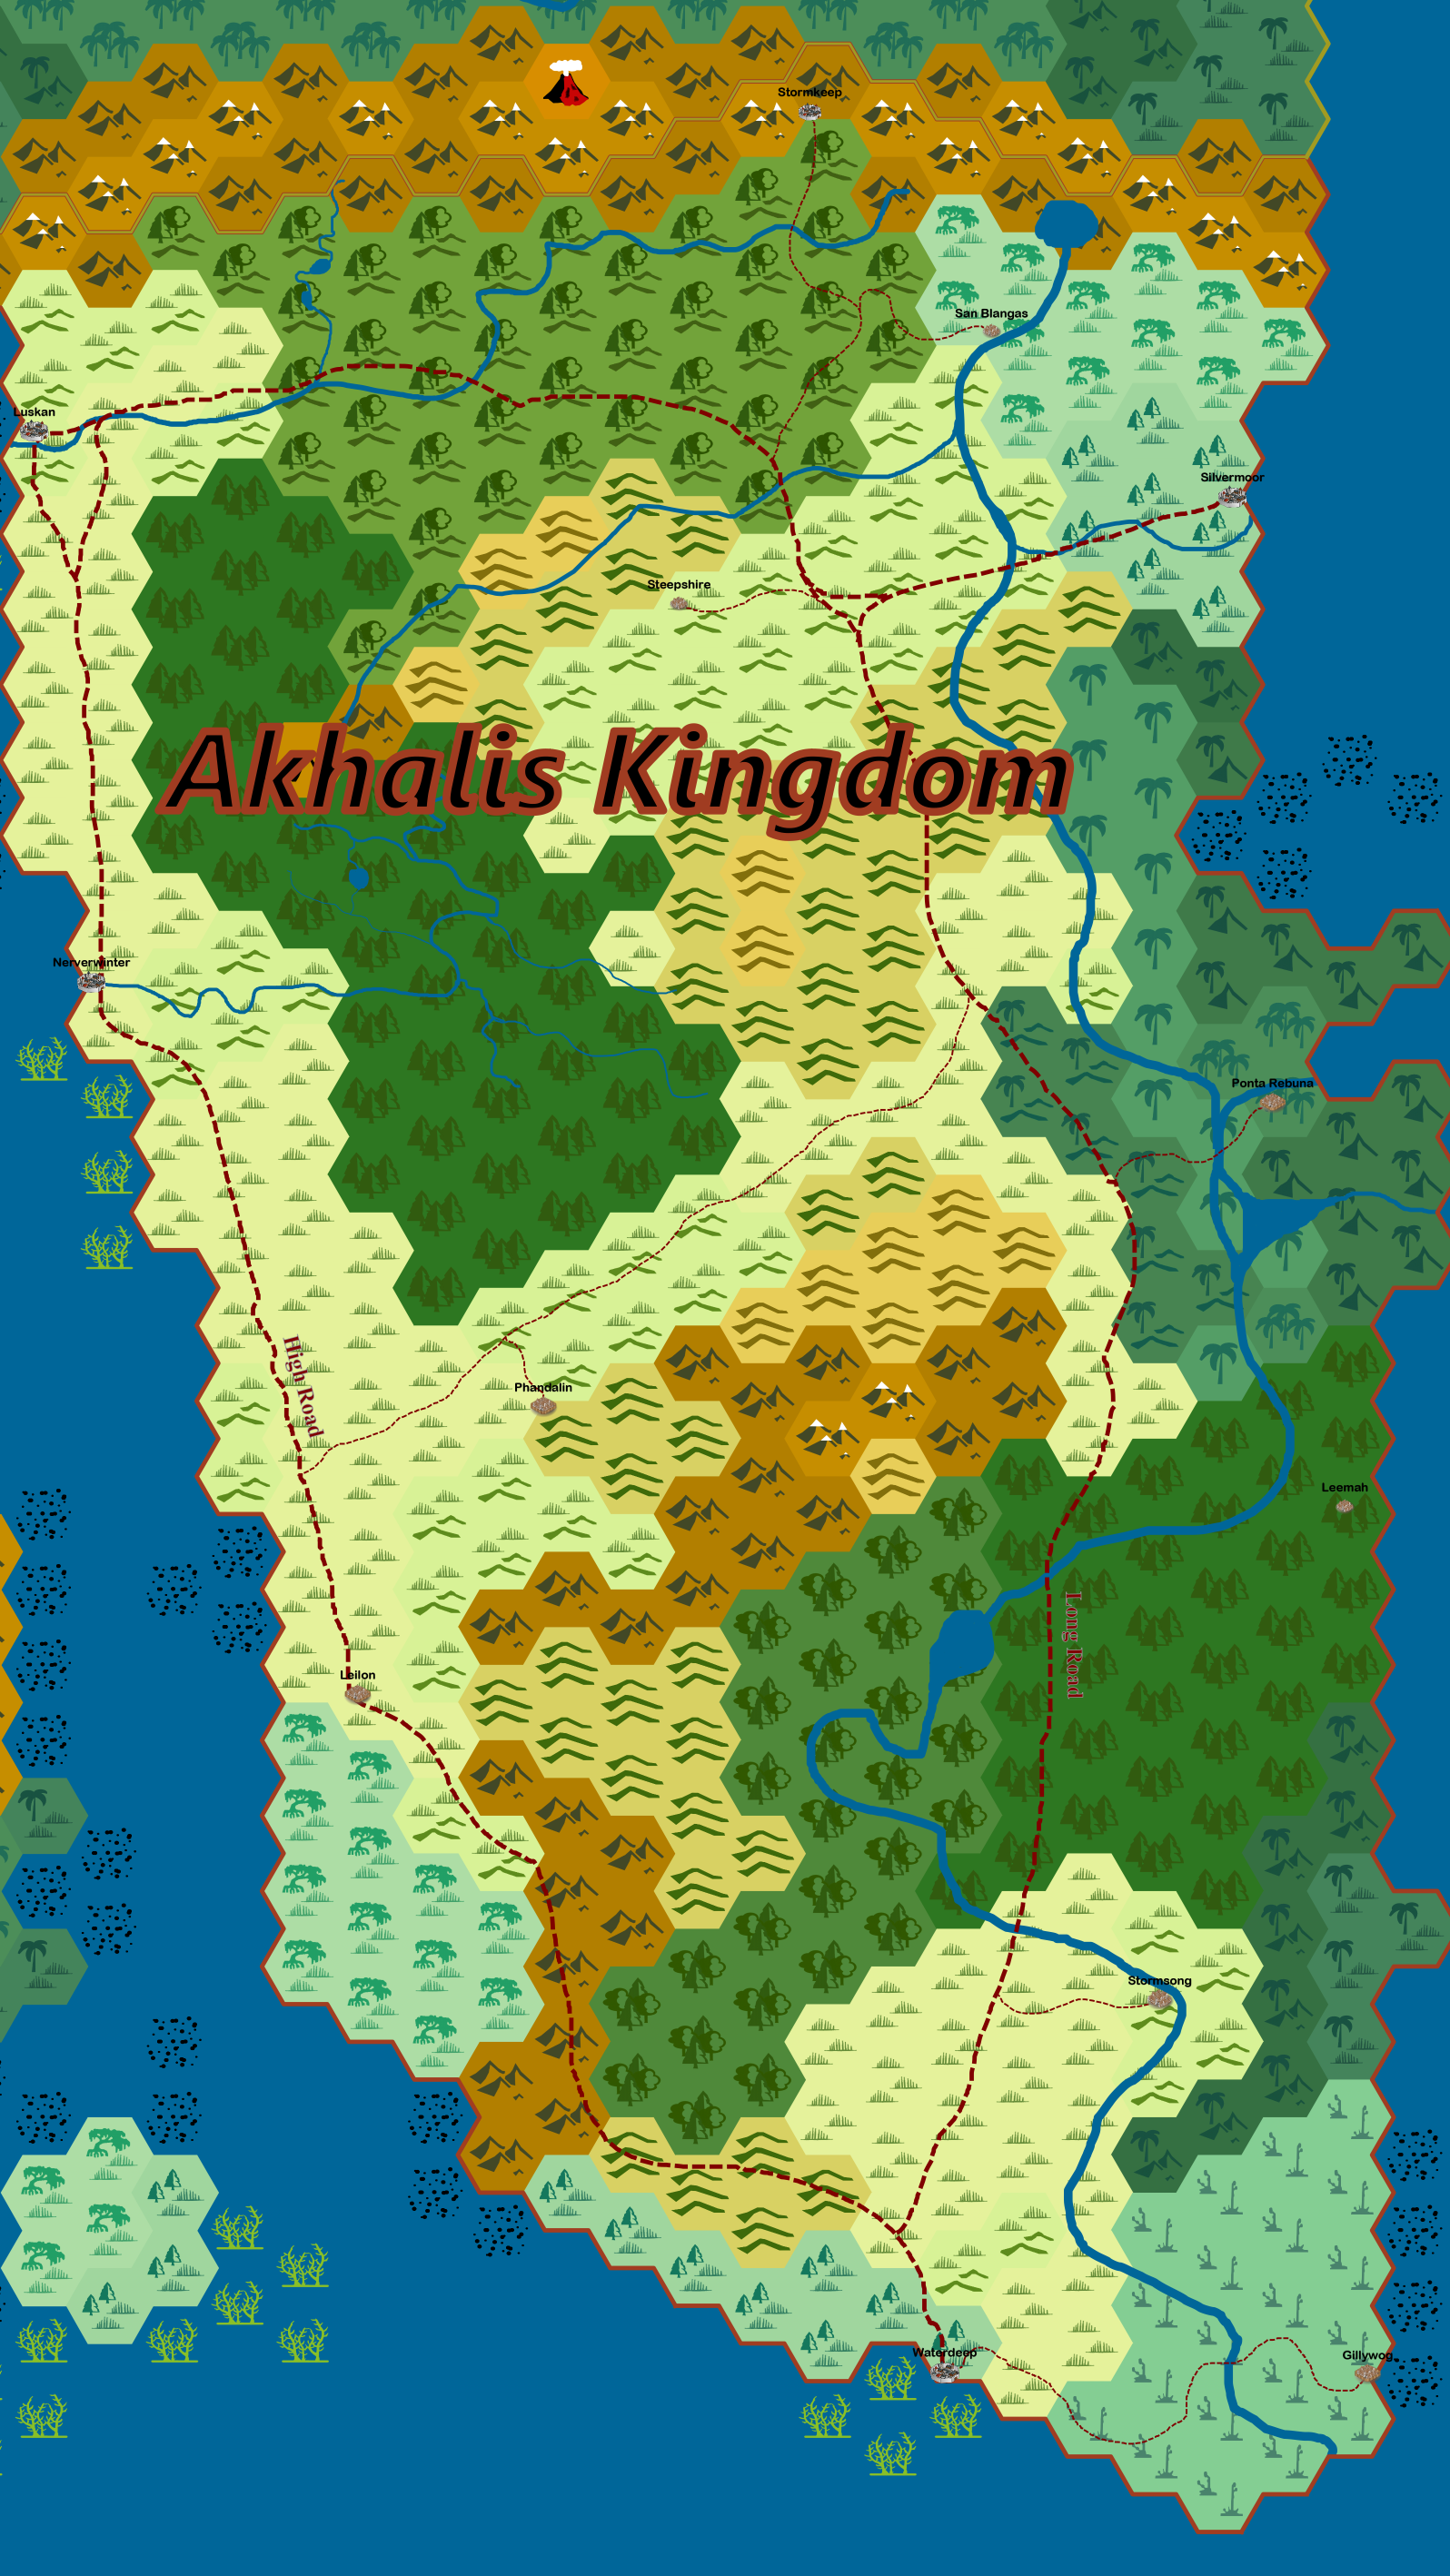 Stormkeep
San Blangas
Luskan
Silvermoor
Steepshire
Akhalis Kingdom
Nerverwinter
Ponta Rebuna
High Road
Phandalin
Leemah
Long Road
Leilon
Stormsong
Waterdeep
Gillywog